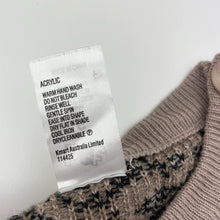 ACRYLIC
WARM HAND WASH
DO NOT BLEACH
RINSE WELL
GENTLE SPIN
EASE INTO SHAPE
DRY FLAT IN SHADE
COOL IRON
DRYCLEANABLE Ⓟ
Kmart Australia Limited
114425